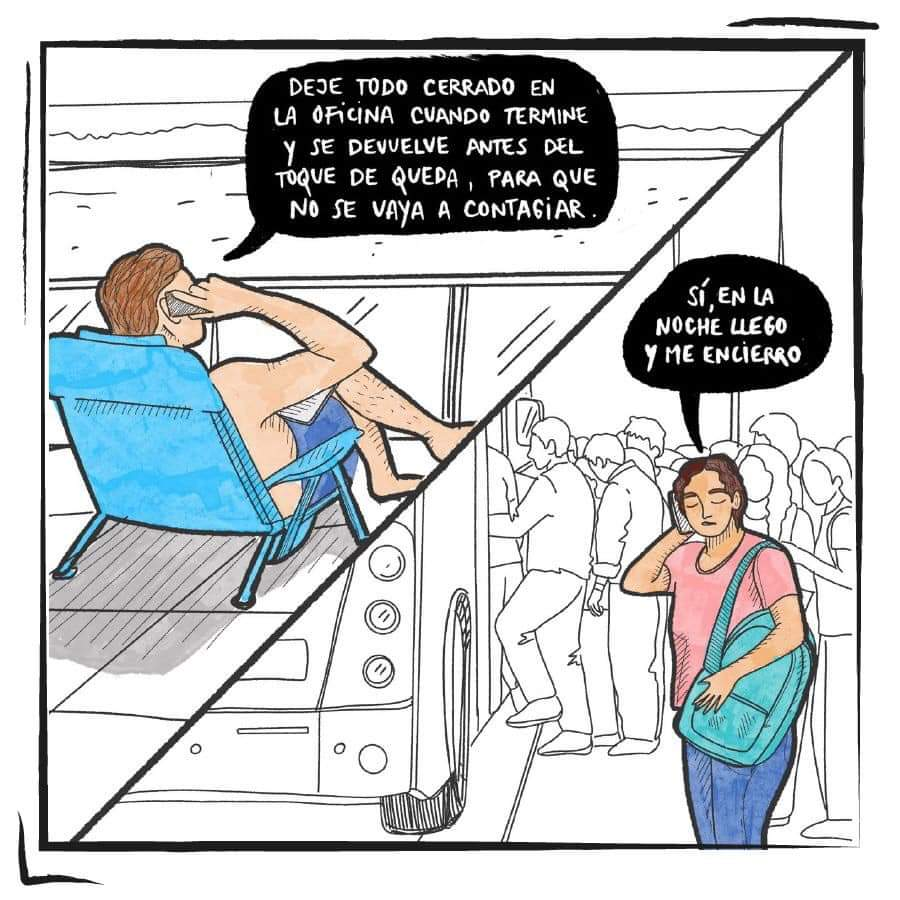 DEJE TODO CERRADO EN
LA OFICINA CUANDO TERMINE
Y SE DEVUELVE ANTES DEL
TOQUE DE QUEDA, PARA QUE
NO SE VAYA A CONTAGIAR.
SÍ, EN LA
NOCHE LLEGO
Y ME ENCIERRO